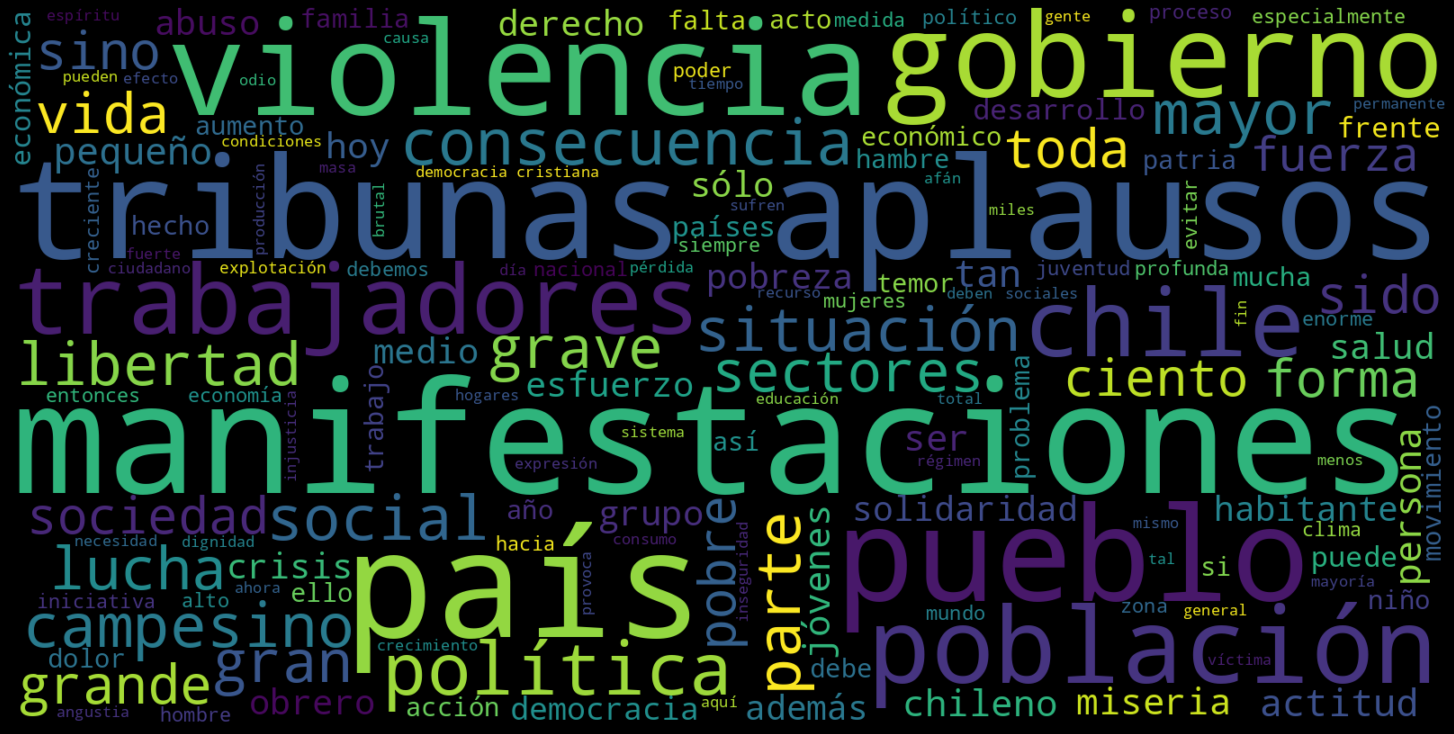 espíritu
abuso
familia
derecho
falta
acto
medida
político
gente
proceso
especialmente
económica
sino
violencia
causa
gobierno
pueden
efecto
odio
poder
tiempo
vida
aumento
condiciones
hoy
consecuencia
económico
desarrollo
mayor
permanente
frente
pequeño
masa
democracia cristiana
hambre
toda
patria
fuerza
tribunas
aplausos
sólo
afán
sufren
miles
evitar
creciente
hecho
producción
brutal
países
siempre
fuerte
ciudadano
explotación
debemos
día
nacional
pérdida
pobreza
temor
tan
juventud
profunda
mucha
trabajadores
recurso
mujeres
deben
sociales
chile
fin
sido
enorme
situación
libertad
medio
grave
salud
entonces
economía
trabajo
hogares
esfuerzo
sectores
educación
total
problema
ciento
forma
manifestaciones
injusticia
sistema
así
ser
expresión
régimen
menos
persona
movimiento
sociedad
social
año
grupo
pobre
inseguridad
solidaridad
habitante
necesidad
dignidad
hacia
consumo
parte
jóvenes
mismo
clima
lucha
crisis
ello
país
provoca
pueblo
tal
si
puede
ahora
mayoría
iniciativa
alto
mundo
zona
general
niño
campesino
crecimiento
población
dolor
gran
política
debe
víctima
grande
obrero
acción
democracia
aquí
además
chileno
miseria
actitud
angustia
hombre